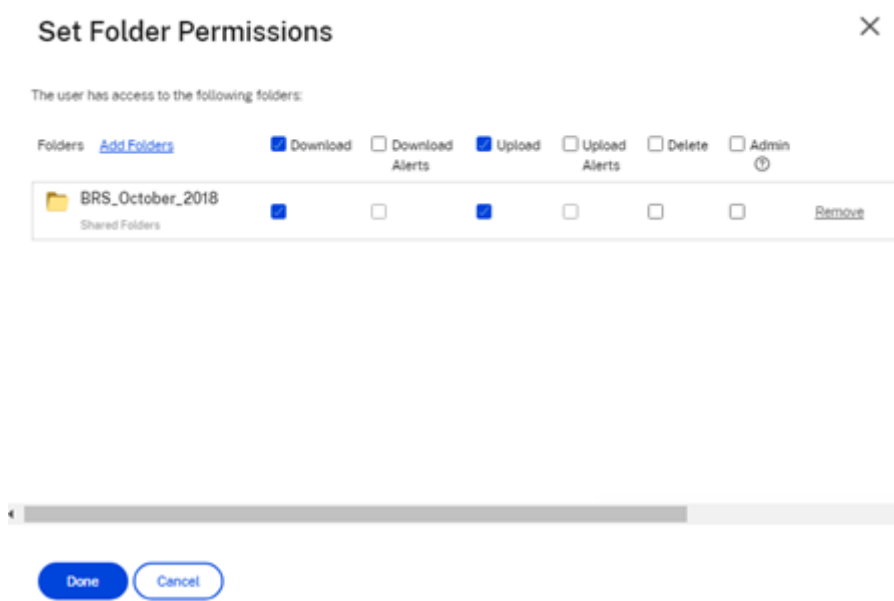 Set Folder Permissions
The user has access to the following folders:
Folders Add Folders Download Download Alerts Upload Upload Alerts Delete Admin
BRS_October_2018
Shared Folders
Remove
Done Cancel